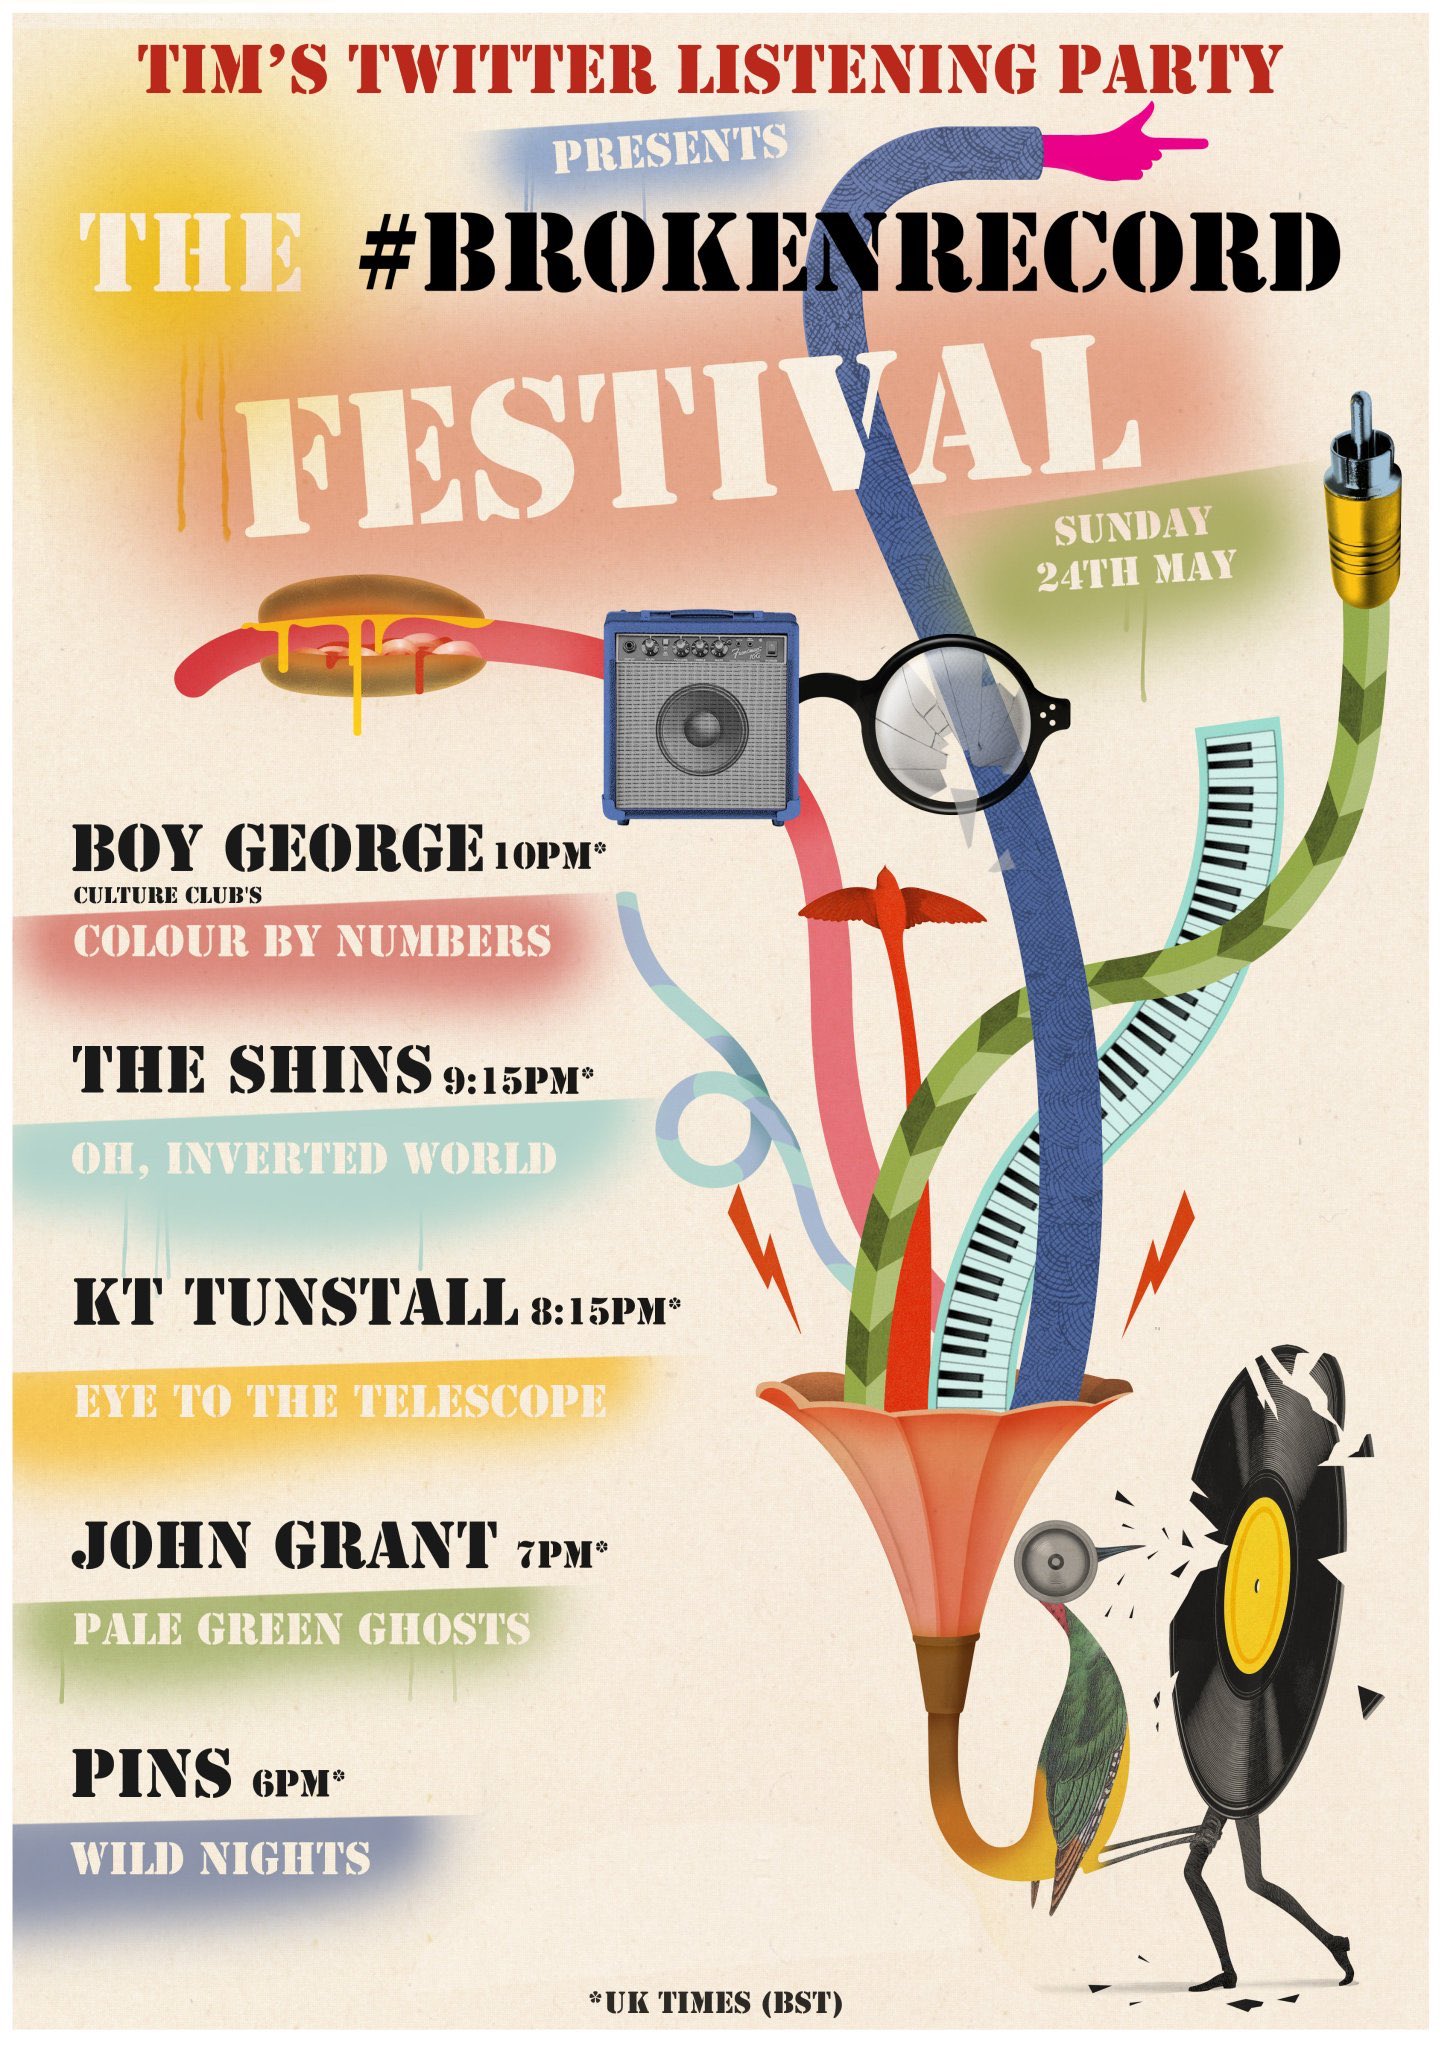 TIM'S TWITTER LISTENING PARTY
PRESENTS
THE #BROKENRECORD
FESTIVAL
SUNDAY
24TH MAY
BOY GEORGE 10PM*
CULTURE CLUB'S
COLOUR BY NUMBERS
THE SHINS 9:15PM*
OH, INVERTED WORLD
KT TUNSTALL 8:15PM*
EYE TO THE TELESCOPE
JOHN GRANT 7PM*
PALE GREEN GHOSTS
PINS 6PM*
WILD NIGHTS
*UK TIMES (BST)